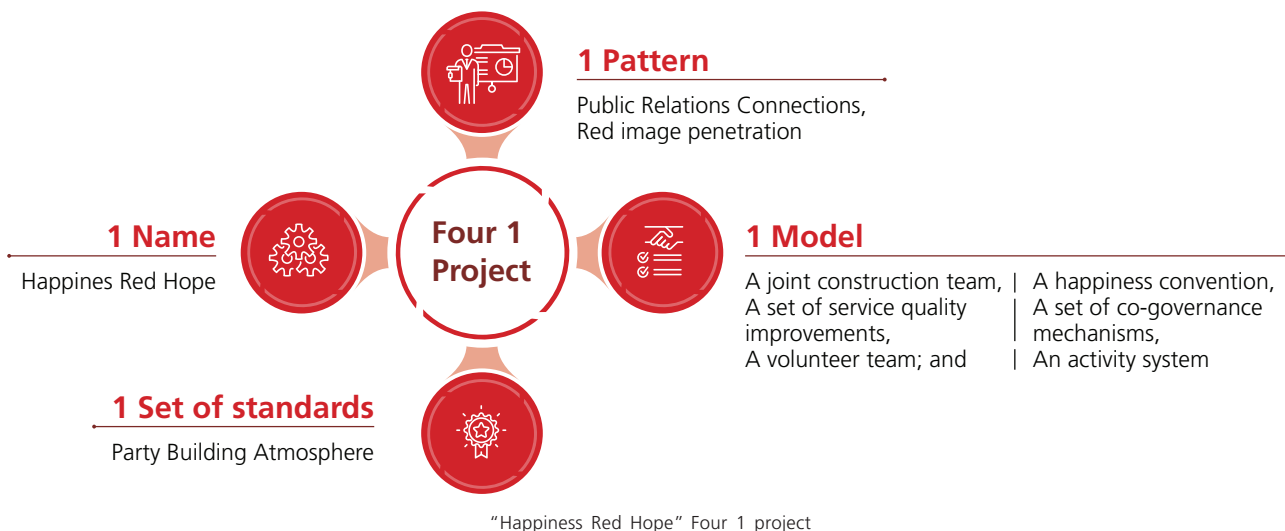 1 Pattern
Public Relations Connections,
Red image penetration
1 Name
Happines Red Hope
Four 1
Project
1 Model
A joint construction team,
A set of service quality
improvements,
A volunteer team; and
A happiness convention,
A set of co-governance
mechanisms,
An activity system
1 Set of standards
Party Building Atmosphere
“Happiness Red Hope” Four 1 project